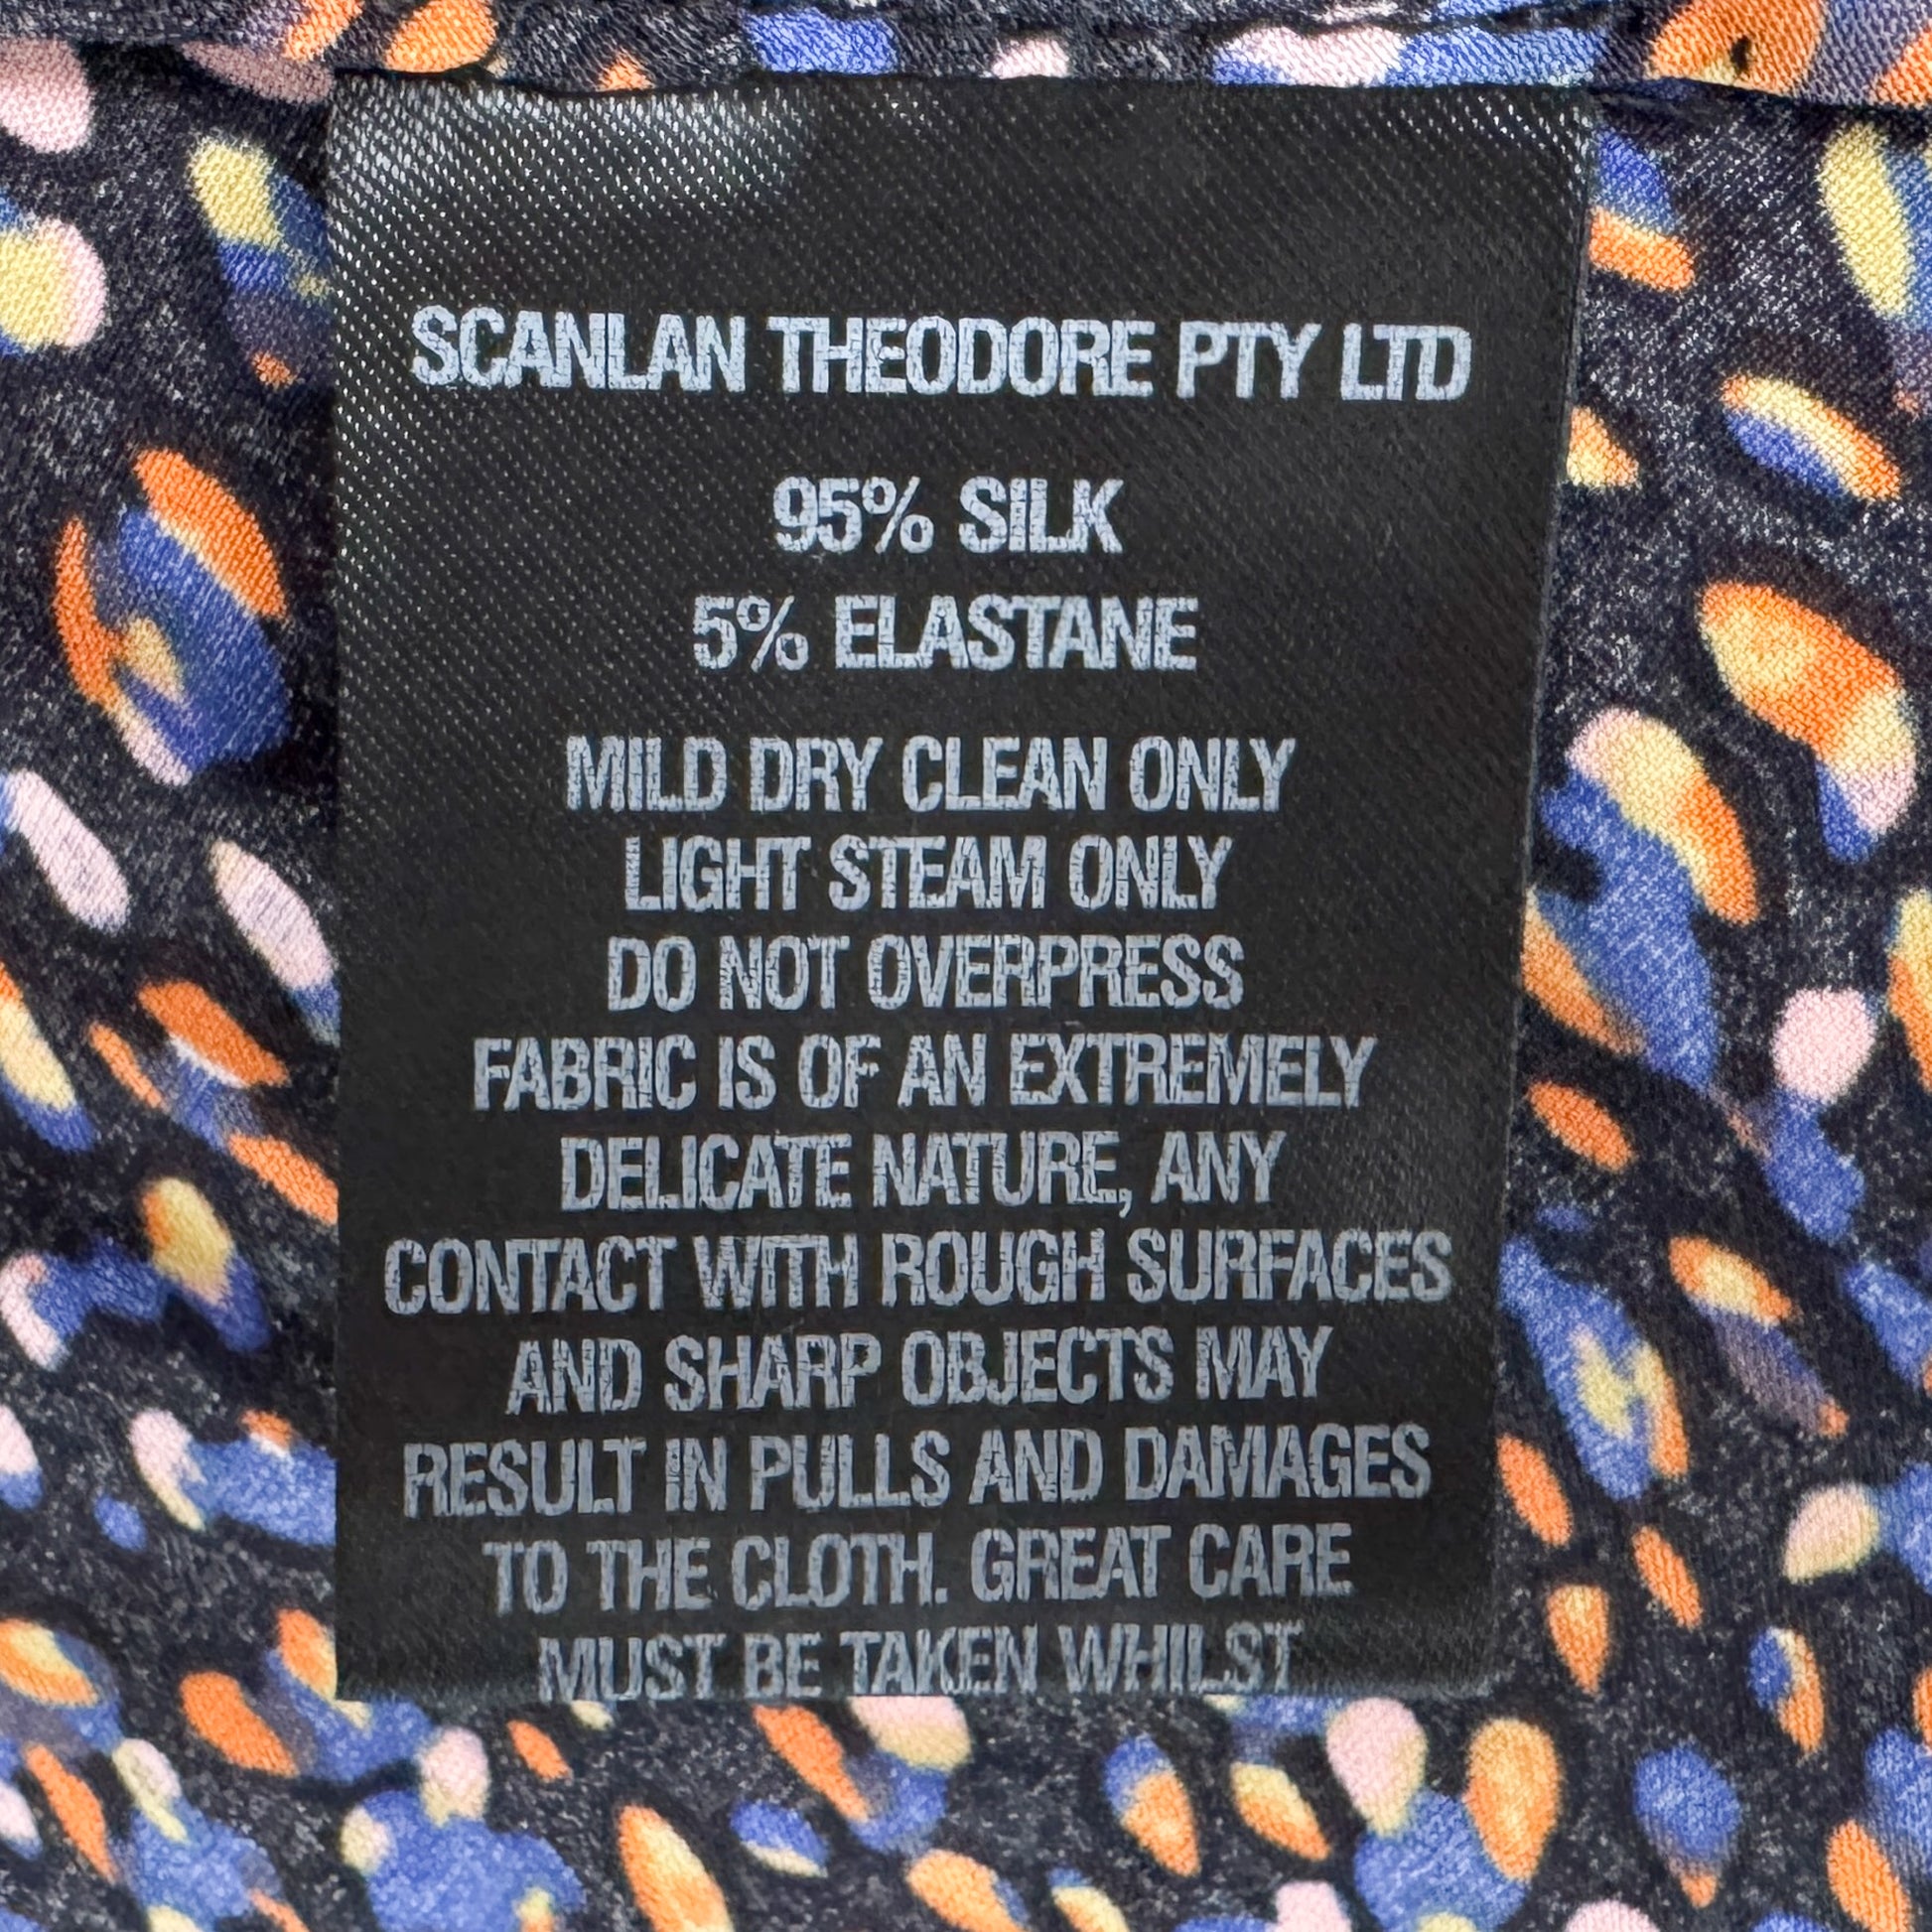 SCANLAN THEODORE PTY LTD
95% SILK
5% ELASTANE
MILD DRY CLEAN ONLY
LIGHT STEAM ONLY
DO NOT OVERPRESS
FABRIC IS OF AN EXTREMELY
DELICATE NATURE, ANY
CONTACT WITH ROUGH SURFACES
AND SHARP OBJECTS MAY
RESULT IN PULLS AND DAMAGES
TO THE CLOTH. GREAT CARE
MUST BE TAKEN WHILST